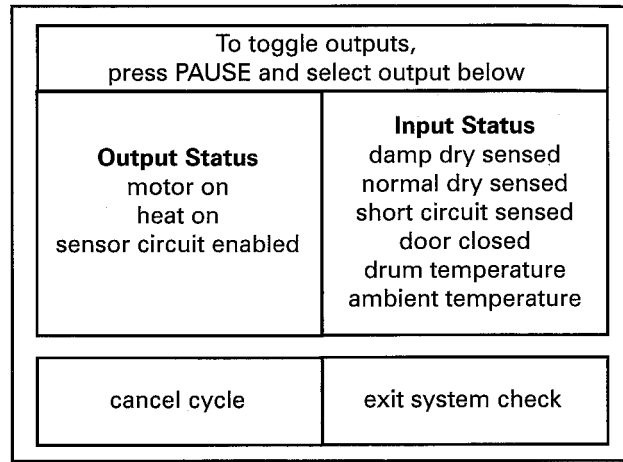 To toggle outputs,
press PAUSE and select output below
Output Status
motor on
heat on
sensor circuit enabled
Input Status
damp dry sensed
normal dry sensed
short circuit sensed
door closed
drum temperature
ambient temperature
cancel cycle
exit system check